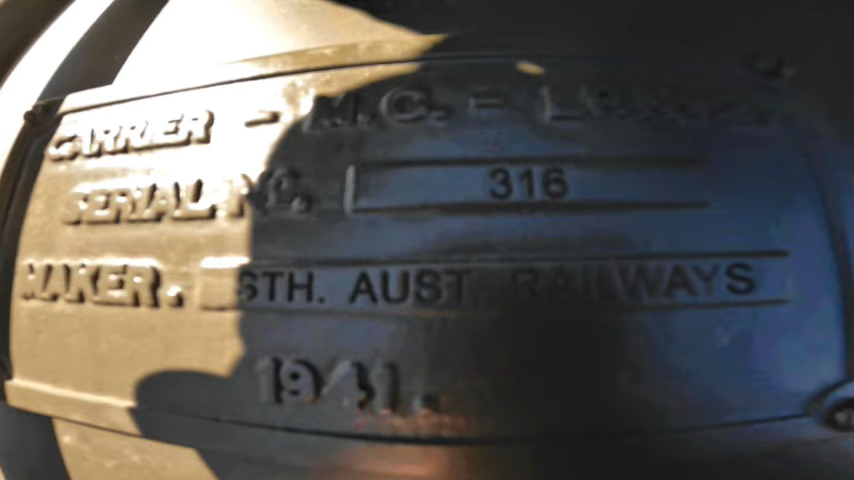 CARRIER - M.G. - 
SERIAL No. 316
MAKER. STH. AUST. RAILWAYS
1941.